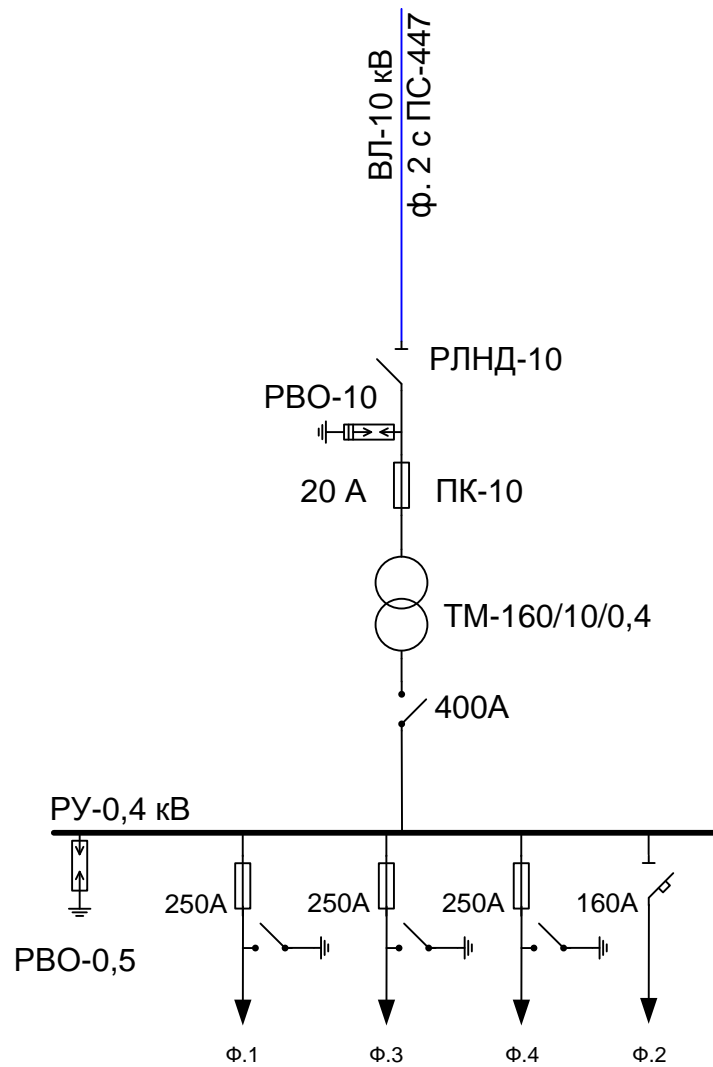 ВЛ-10 кВ
ф. 2 с ПС-447
РЛНД-10
РВО-10
20 А
ПК-10
ТМ-160/10/0,4
400А
РУ-0,4 кВ
250А
250А
250А
160А
РВО-0,5
Ф.1
Ф.3
Ф.4
Ф.2